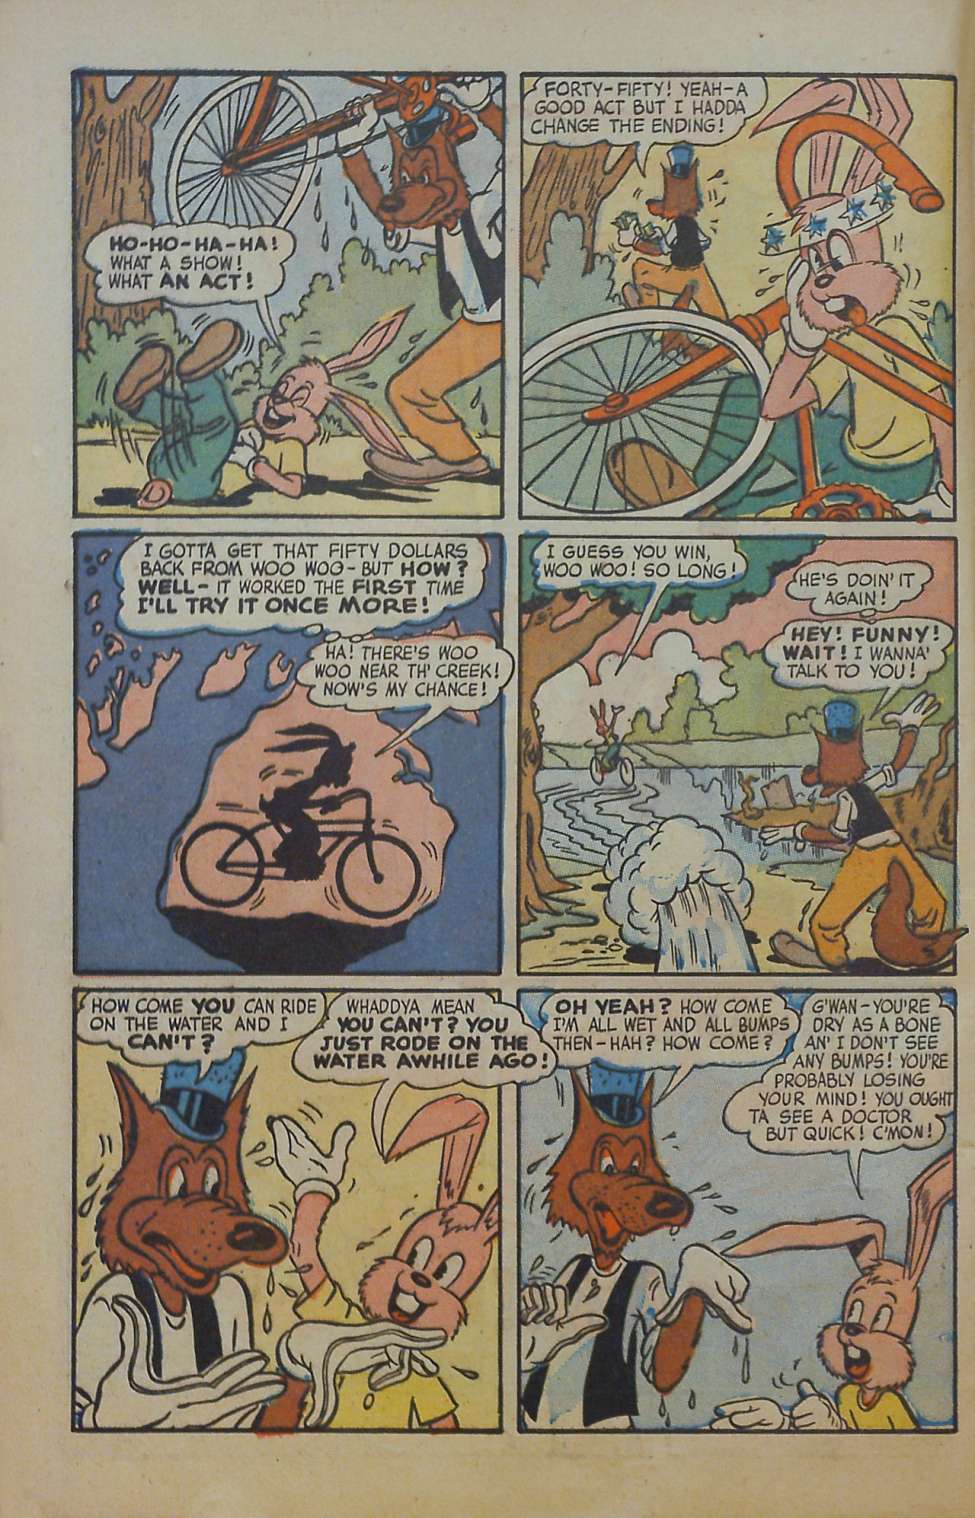 HO-HO-HA-HA!
WHAT A SHOW!
WHAT AN ACT!
FORTY-FIFTY! YEAH-A
GOOD ACT BUT I HADDA
CHANGE THE ENDING!
I GOTTA GET THAT FIFTY DOLLARS
BACK FROM WOO WOO-BUT HOW?
WELL- IT WORKED THE FIRST TIME
I'LL TRY IT ONCE MORE!
HA! THERE'S WOO
WOO NEAR TH' CREEK!
NOW'S MY CHANCE!
I GUESS YOU WIN,
WOO WOO! SO LONG!
HE'S DOIN' IT
AGAIN!
HEY! FUNNY!
WAIT! I WANNA'
TALK TO YOU!
HOW COME YOU CAN RIDE
ON THE WATER AND I
CAN'T?
WHADDYA MEAN
YOU CAN'T? YOU
JUST RODE ON THE
WATER AWHILE AGO!
OH YEAH? HOW COME
I'M ALL WET AND ALL BUMPS
THEN-HAH? HOW COME?
G'WAN-YOU'RE
DRY AS A BONE
AN' I DON'T SEE
ANY BUMPS! YOU'RE
PROBABLY LOSING
YOUR MIND! YOU OUGHT
TA SEE A DOCTOR
BUT QUICK! C'MON!